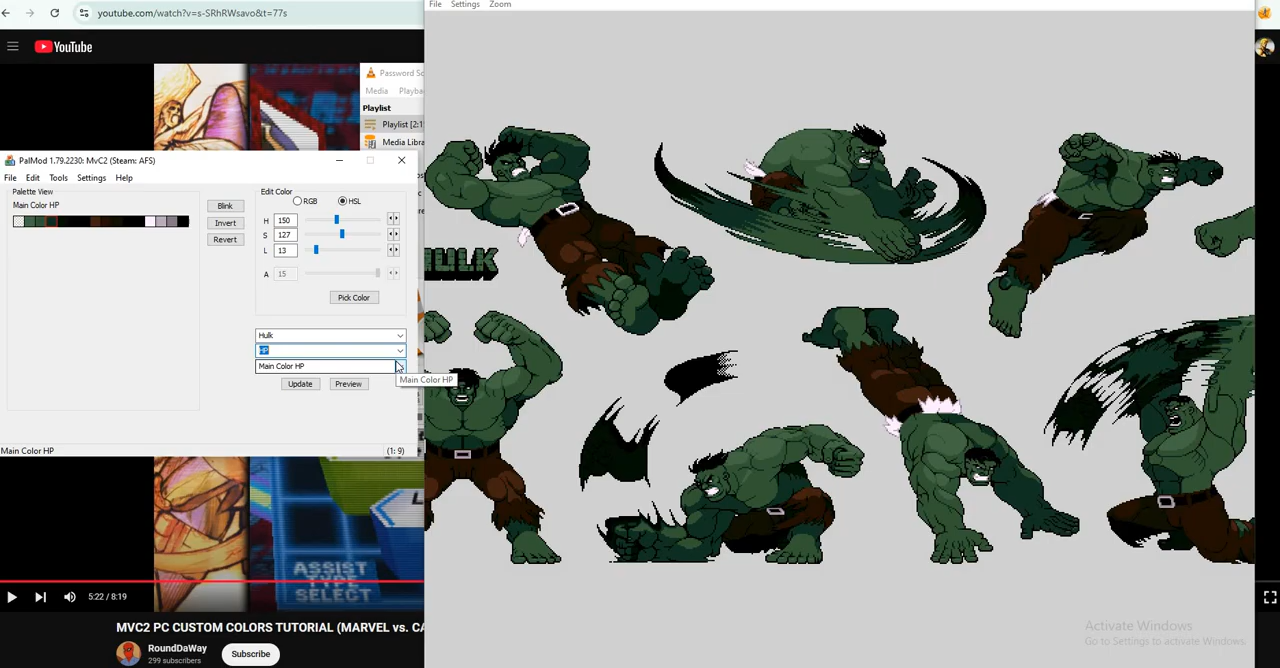 youtube.com/watch?v=s-SRhRWsavo&t=77s
File Settings Zoom
YouTube
Password
Media
Playlist
Playlist
PalMod 1.79.2230: MvC2 (Steam: AFS)
File Edit Tools Settings Help
Palette View
Main Color HP
Blink
Invert
Revert
Edit Color
RGB HSL
H 150
S 127
L 13
A 15
Pick Color
Hulk
HP
Main Color HP
Main Color HP
Update Preview
Main Color HP (1: 9)
HULK
ASSIST
TYPE
SELECT
5:22 / 8:19
MVC2 PC CUSTOM COLORS TUTORIAL (MARVEL vs.
RoundDaWay
299 subscribers
Subscribe
Activate Windows
Go to Settings to activate Windows.